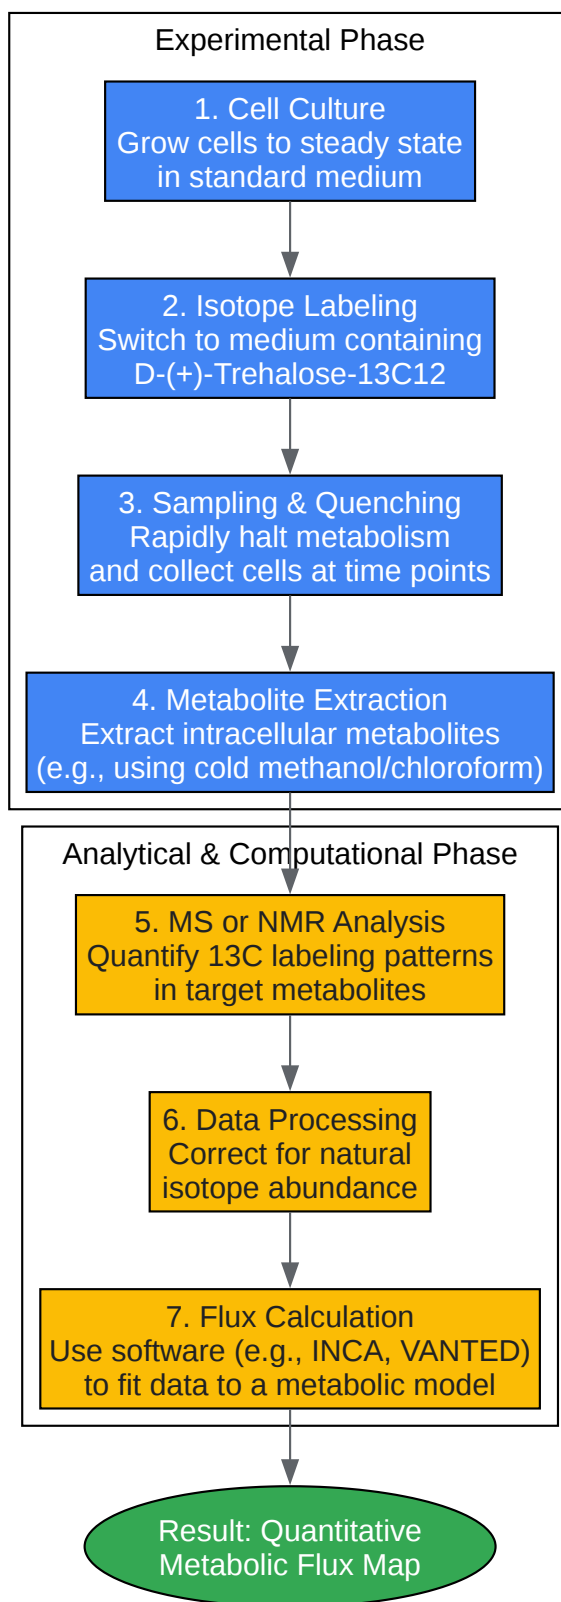 Experimental Phase
1. Cell Culture
Grow cells to steady state
in standard medium
2. Isotope Labeling
Switch to medium containing
D-(+)-Trehalose-13C12
3. Sampling & Quenching
Rapidly halt metabolism
and collect cells at time points
4. Metabolite Extraction
Extract intracellular metabolites
(e.g., using cold methanol/chloroform)
Analytical & Computational Phase
5. MS or NMR Analysis
Quantify 13C labeling patterns
in target metabolites
6. Data Processing
Correct for natural
isotope abundance
7. Flux Calculation
Use software (e.g., INCA, VANTED)
to fit data to a metabolic model
Result: Quantitative
Metabolic Flux Map